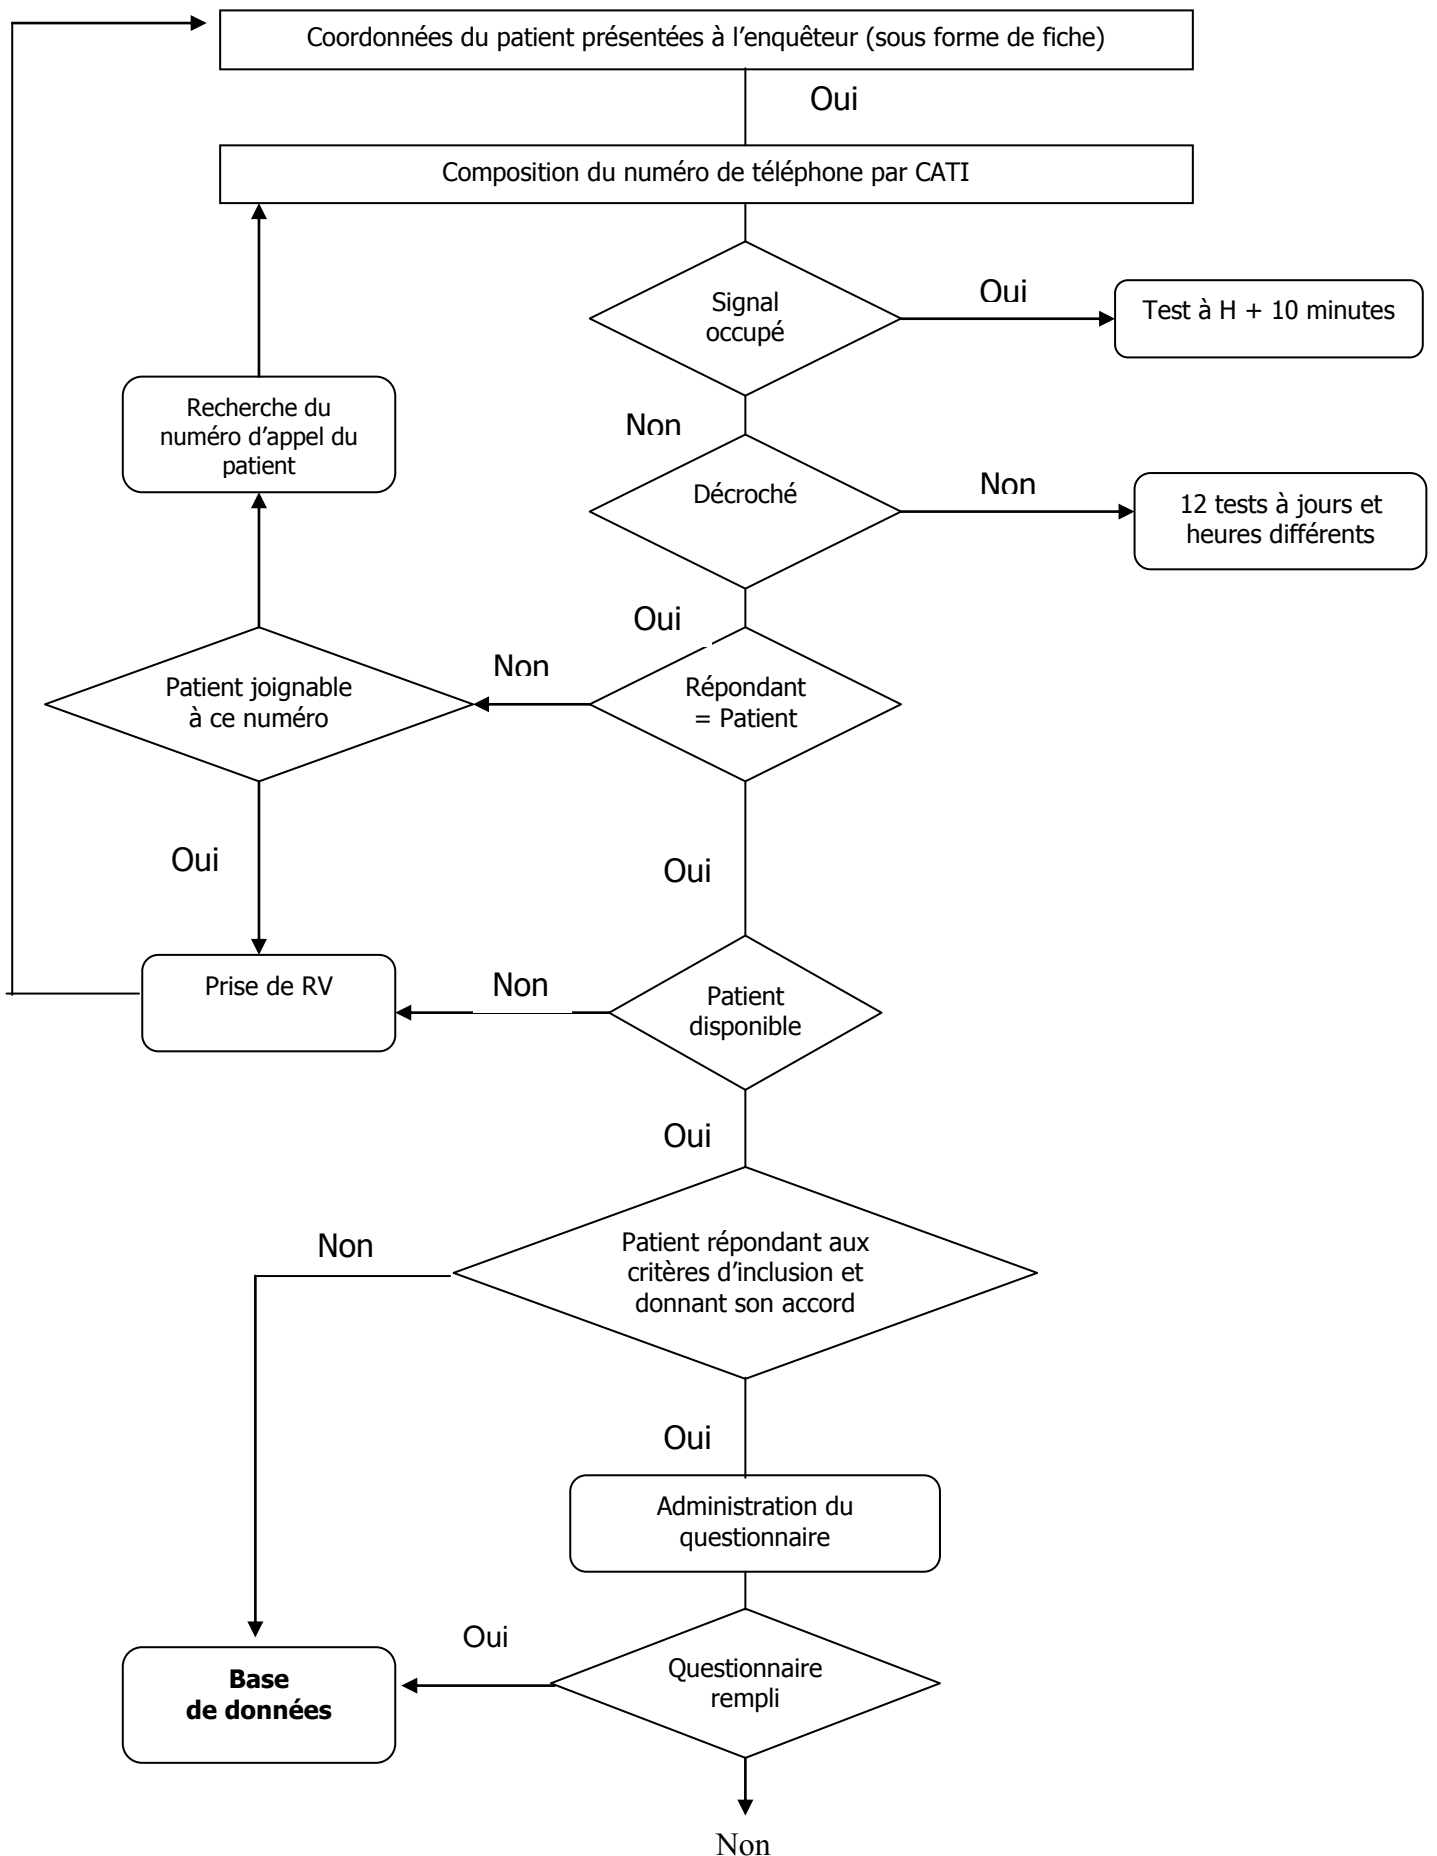 Coordonnées du patient présentées à l’enquêteur (sous forme de fiche)
Oui
Composition du numéro de téléphone par CATI
Signal
occupé
Oui
Test à H + 10 minutes
Recherche du
numéro d’appel du
patient
Non
Décroché
Non
12 tests à jours et
heures différents
Oui
Non
Patient joignable
à ce numéro
Répondant
= Patient
Oui
Oui
Prise de RV
Non
Patient
disponible
Oui
Non
Patient répondant aux
critères d’inclusion et
donnant son accord
Oui
Administration du
questionnaire
Oui
Base
de données
Questionnaire
rempli
Non